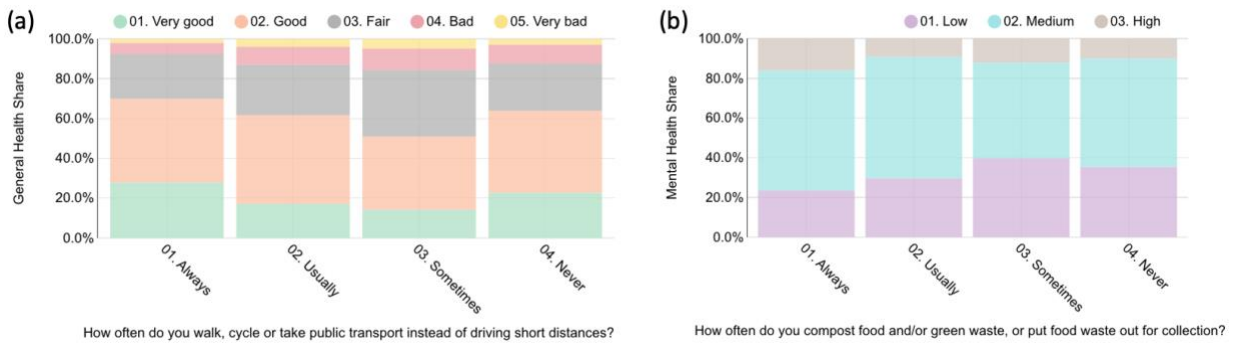 (a)
01. Very good 02. Good 03. Fair 04. Bad 05. Very bad
100.0%
80.0%
60.0%
40.0%
20.0%
0.0%
General Health Share
01. Always
02. Usually
03. Sometimes
04. Never
How often do you walk, cycle or take public transport instead of driving short distances?
(b)
01. Low 02. Medium 03. High
100.0%
80.0%
60.0%
40.0%
20.0%
0.0%
Mental Health Share
01. Always
02. Usually
03. Sometimes
04. Never
How often do you compost food and/or green waste, or put food waste out for collection?